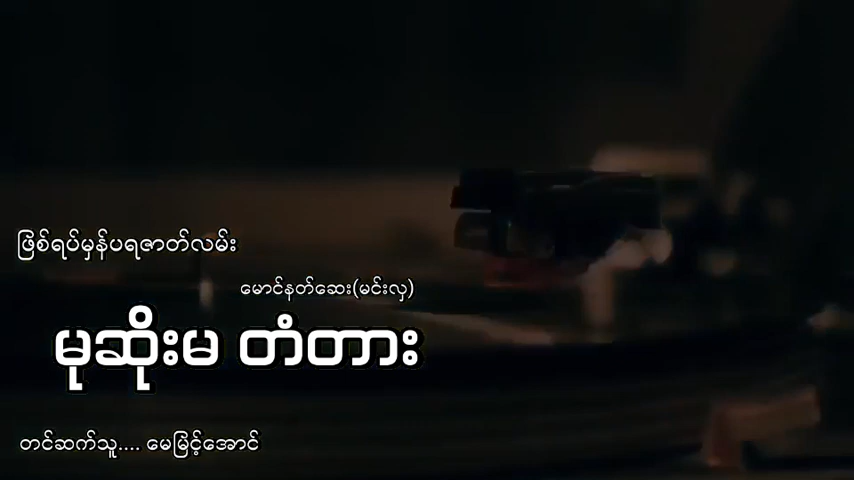 ဖြစ်ရပ်မှန်ပရဇာတ်လမ်း
မောင်နတ်ဆေး(မင်းလှ)
မုဆိုးမ တံတား
တင်ဆက်သူ.... မေမြင့်အောင်